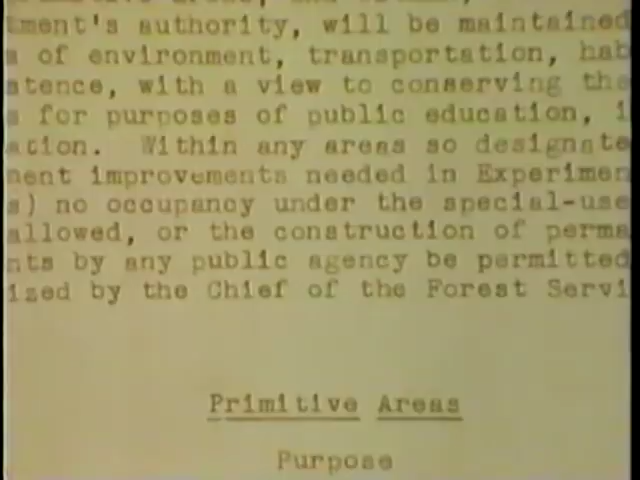 tment's authority, will be maintained
s of environment, transportation, hab
stence, with a view to conserving the
s for purposes of public education, i
ation. Within any areas so designate
ment improvements needed in Experimen
s) no occupancy under the special-use
allowed, or the construction of perma
nts by any public agency be permitted
ized by the Chief of the Forest Servi
Primitive Areas
Purpose